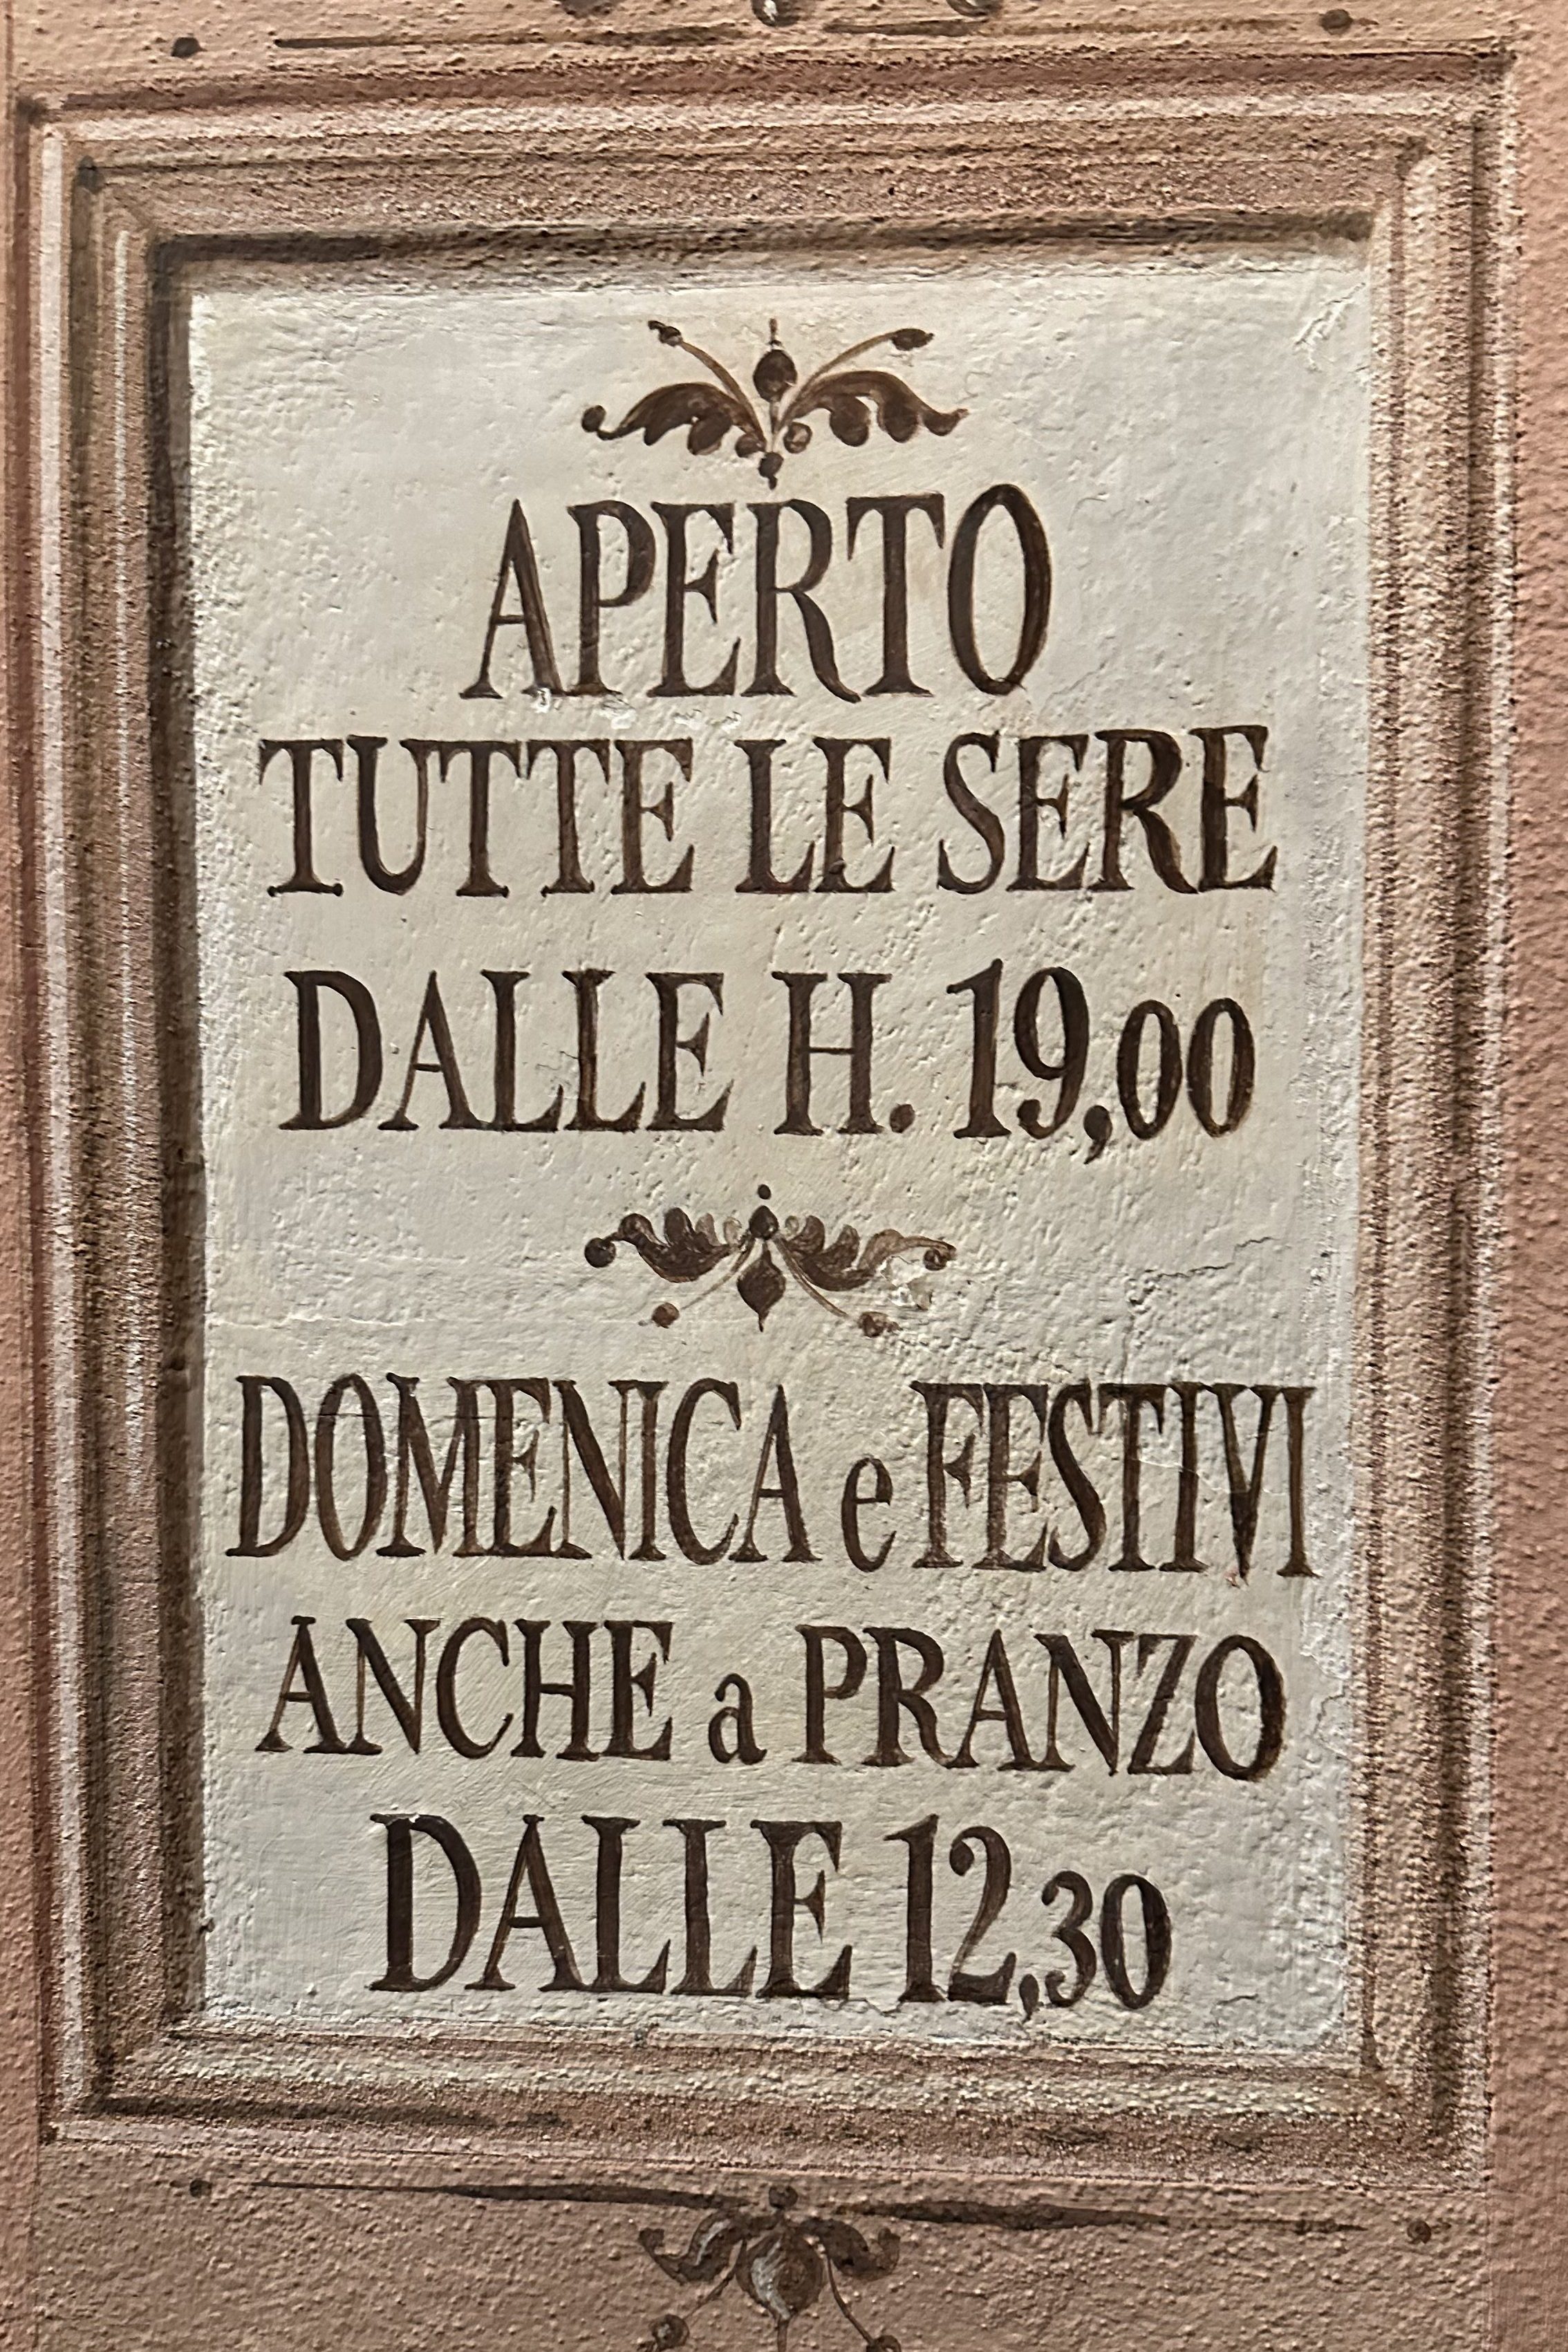 APERTO
TUTTE LE SERE
DALLE H. 19,00
DOMENICA e FESTIVI
ANCHE a PRANZO
DALLE 12,30